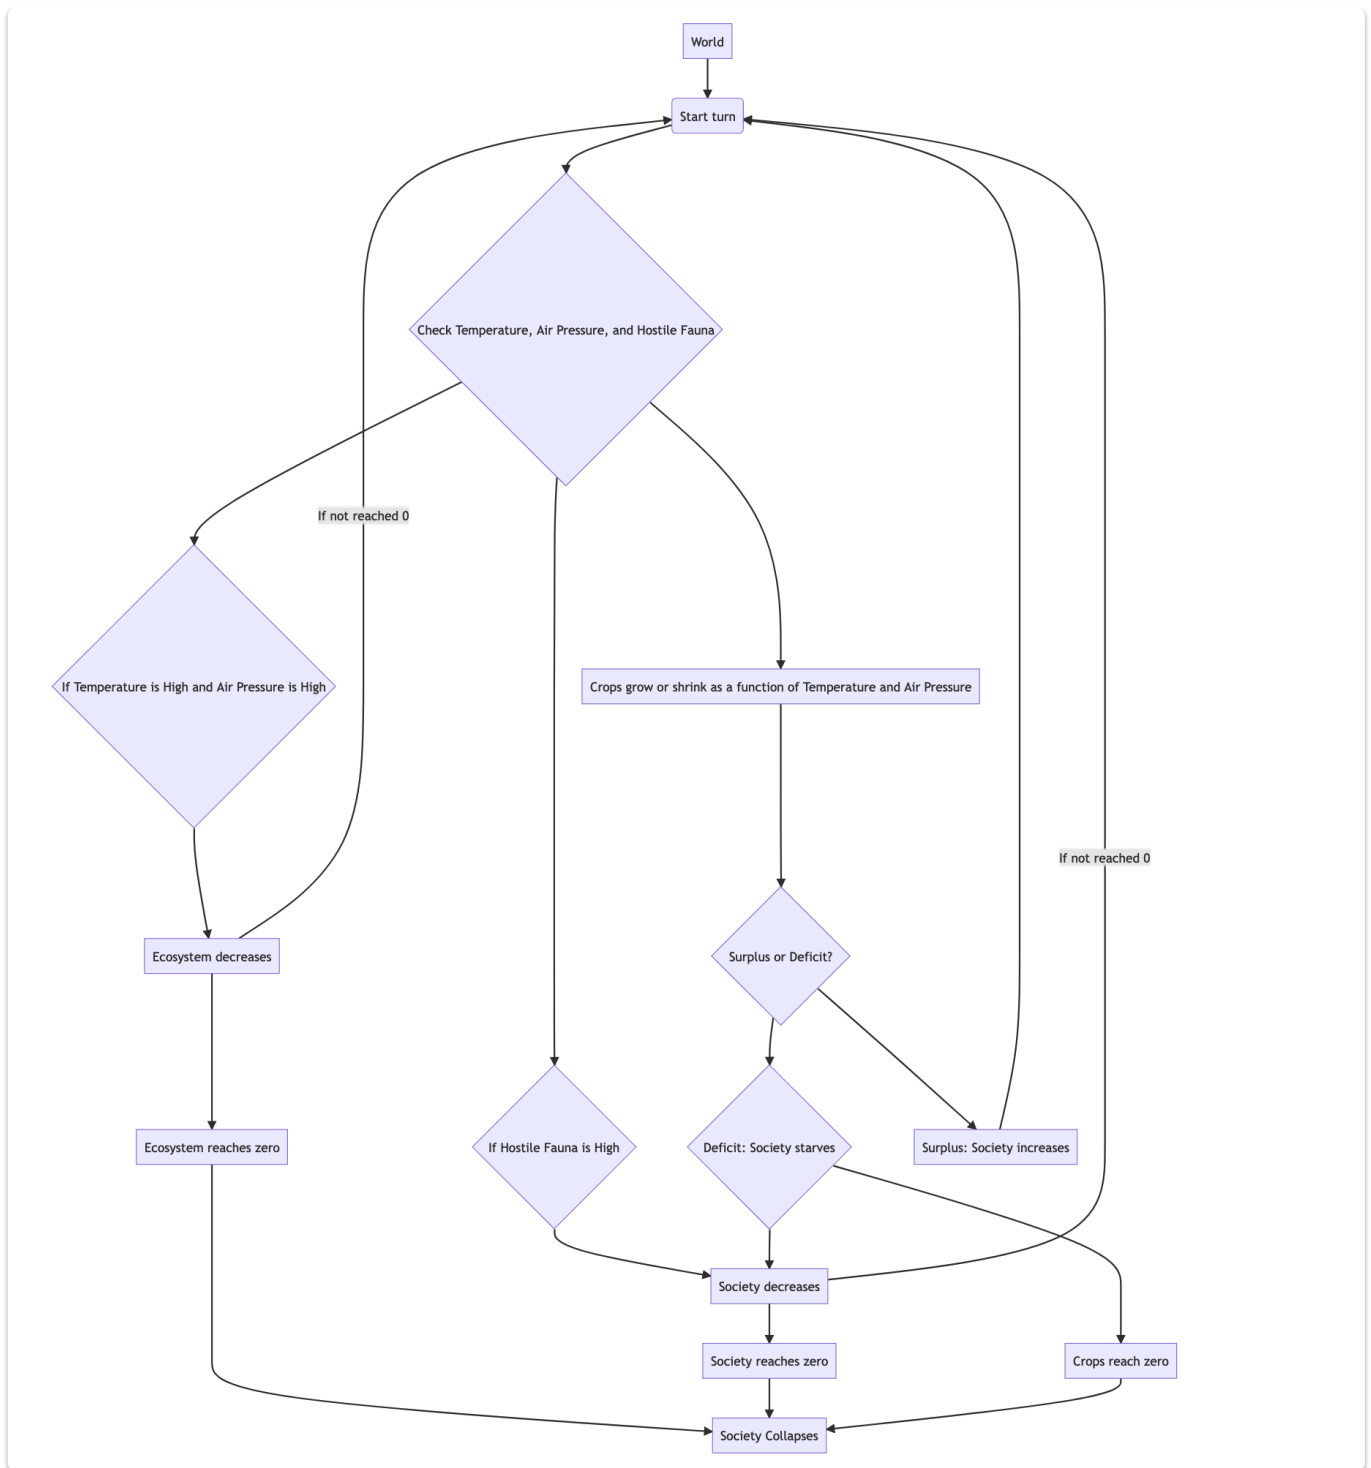 World
Start turn
Check Temperature, Air Pressure, and Hostile Fauna
If not reached 0
If Temperature is High and Air Pressure is High
Crops grow or shrink as a function of Temperature and Air Pressure
If not reached 0
Ecosystem decreases
Surplus or Deficit?
Ecosystem reaches zero
If Hostile Fauna is High
Deficit: Society starves
Surplus: Society increases
Society decreases
Society reaches zero
Crops reach zero
Society Collapses